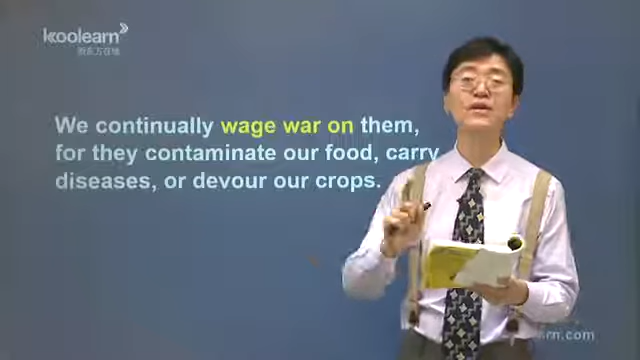 koolearn
新东方在线
We continually wage war on them,
for they contaminate our food, carry
diseases, or devour our crops.
rn.com